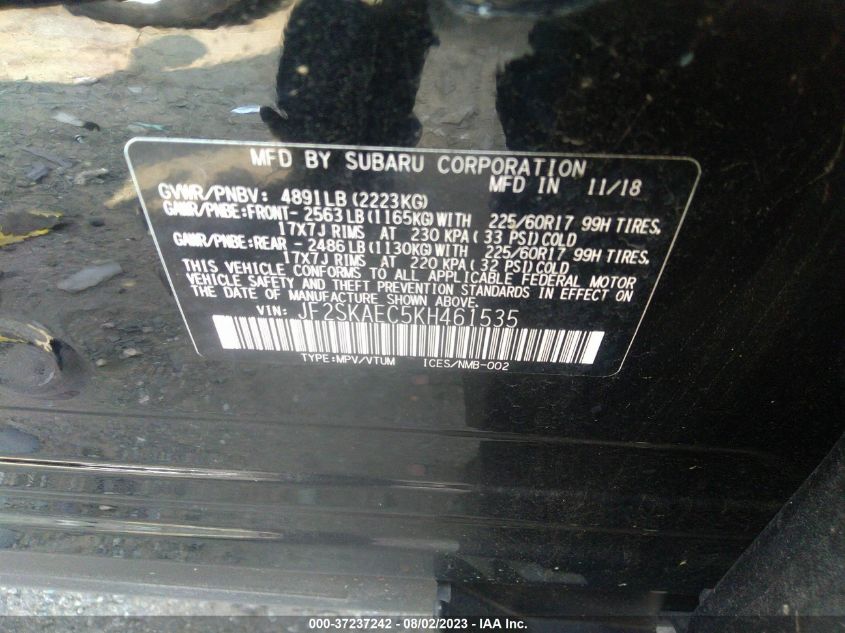 MFD BY SUBARU CORPORATION
GVWR/PNBV: 4891LB (2223KG) MFD IN 11/18
GAWR/PNBE:FRONT- 2563LB (1165KG) WITH 225/60R17 99H TIRES,
17X7J RIMS AT 230 KPA (33 PSI) COLD
GAWR/PNBE:REAR - 2486LB (1130KG) WITH 225/60R17 99H TIRES,
17X7J RIMS AT 220 KPA (32 PSI) COLD
THIS VEHICLE CONFORMS TO ALL APPLICABLE FEDERAL MOTOR
VEHICLE SAFETY AND THEFT PREVENTION STANDARDS IN EFFECT ON
THE DATE OF MANUFACTURE SHOWN ABOVE.
VIN: JF2SKAEC5KH461535
TYPE:MPV/VTUM ICES/NMB-002
000-37237242 — 08/02/2023 — IAA Inc.